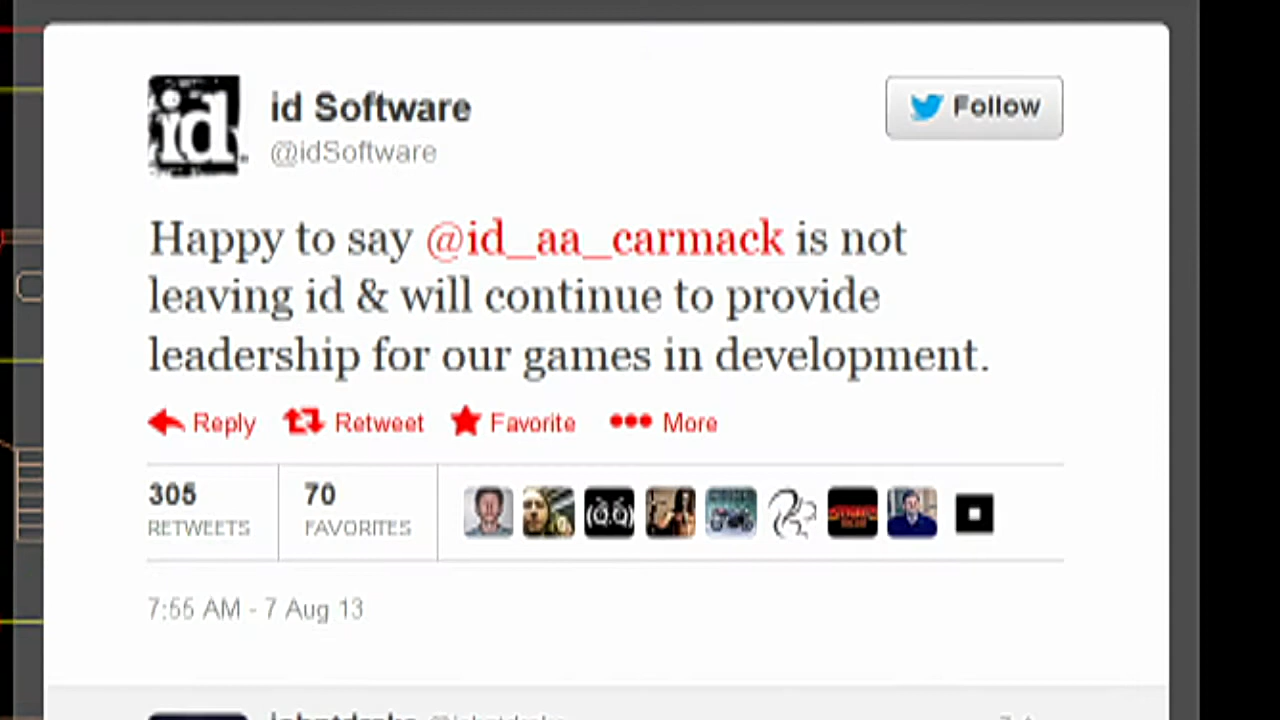 id
id Software
Follow
@idSoftware
Happy to say @id_aa_carmack is not
leaving id & will continue to provide
leadership for our games in development.
Reply Retweet Favorite More
305 70
RETWEETS FAVORITES
7:55 AM - 7 Aug 13